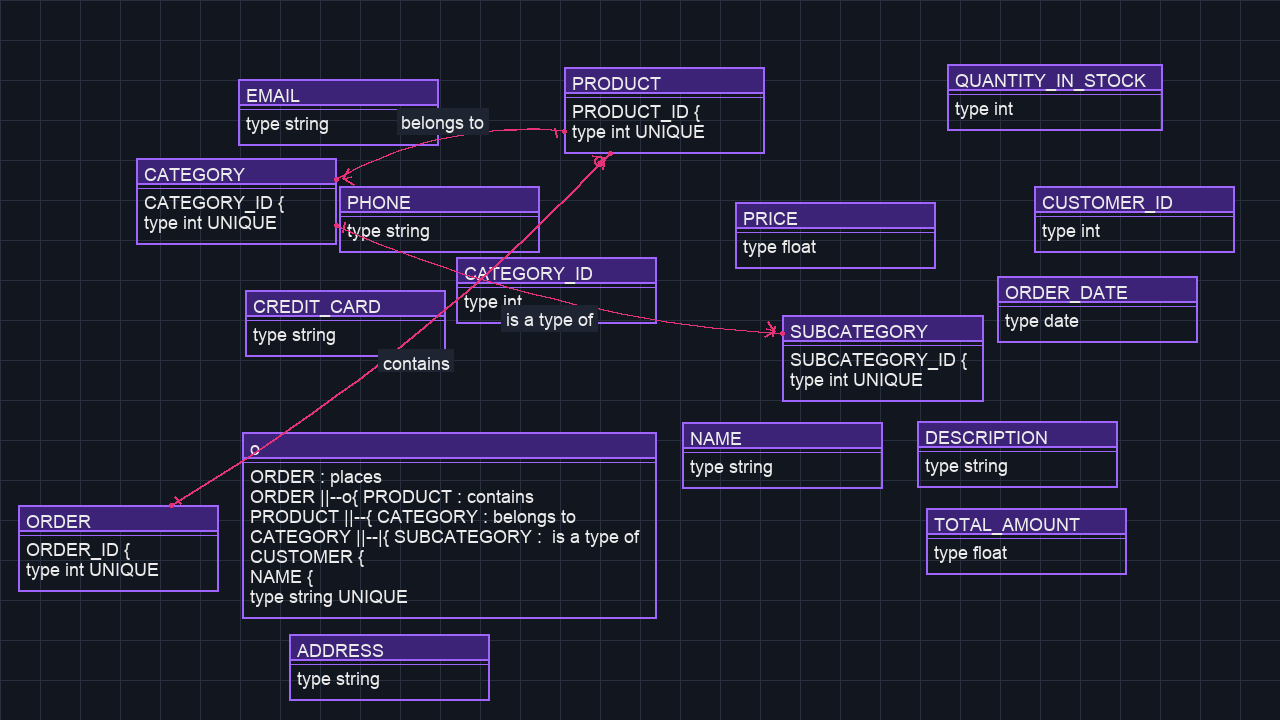 EMAIL
type string
belongs to
PRODUCT
PRODUCT_ID {
type int UNIQUE
QUANTITY_IN_STOCK
type int
CATEGORY
CATEGORY_ID {
type int UNIQUE
PHONE
type string
PRICE
type float
CUSTOMER_ID
type int
CATEGORY_ID
type int
is a type of
CREDIT_CARD
type string
contains
ORDER_DATE
type date
SUBCATEGORY
SUBCATEGORY_ID {
type int UNIQUE
o
ORDER : places
ORDER ||--o{ PRODUCT : contains
PRODUCT ||--{ CATEGORY : belongs to
CATEGORY ||--|{ SUBCATEGORY :  is a type of
CUSTOMER {
NAME {
type string UNIQUE
NAME
type string
DESCRIPTION
type string
ORDER
ORDER_ID {
type int UNIQUE
TOTAL_AMOUNT
type float
ADDRESS
type string